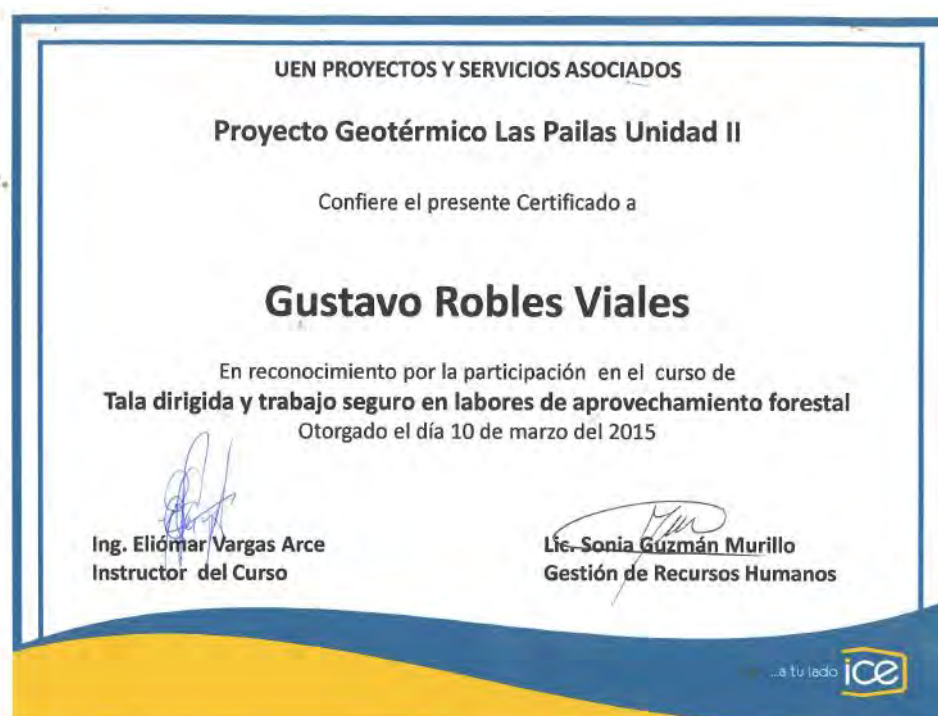 UEN PROYECTOS Y SERVICIOS ASOCIADOS
Proyecto Geotérmico Las Pailas Unidad II
Confiere el presente Certificado a
Gustavo Robles Viales
En reconocimiento por la participación en el curso de
Tala dirigida y trabajo seguro en labores de aprovechamiento forestal
Otorgado el día 10 de marzo del 2015
Ing. Eliómar Vargas Arce
Instructor del Curso
Lic. Sonia Guzmán Murillo
Gestión de Recursos Humanos
...a tu lado ice